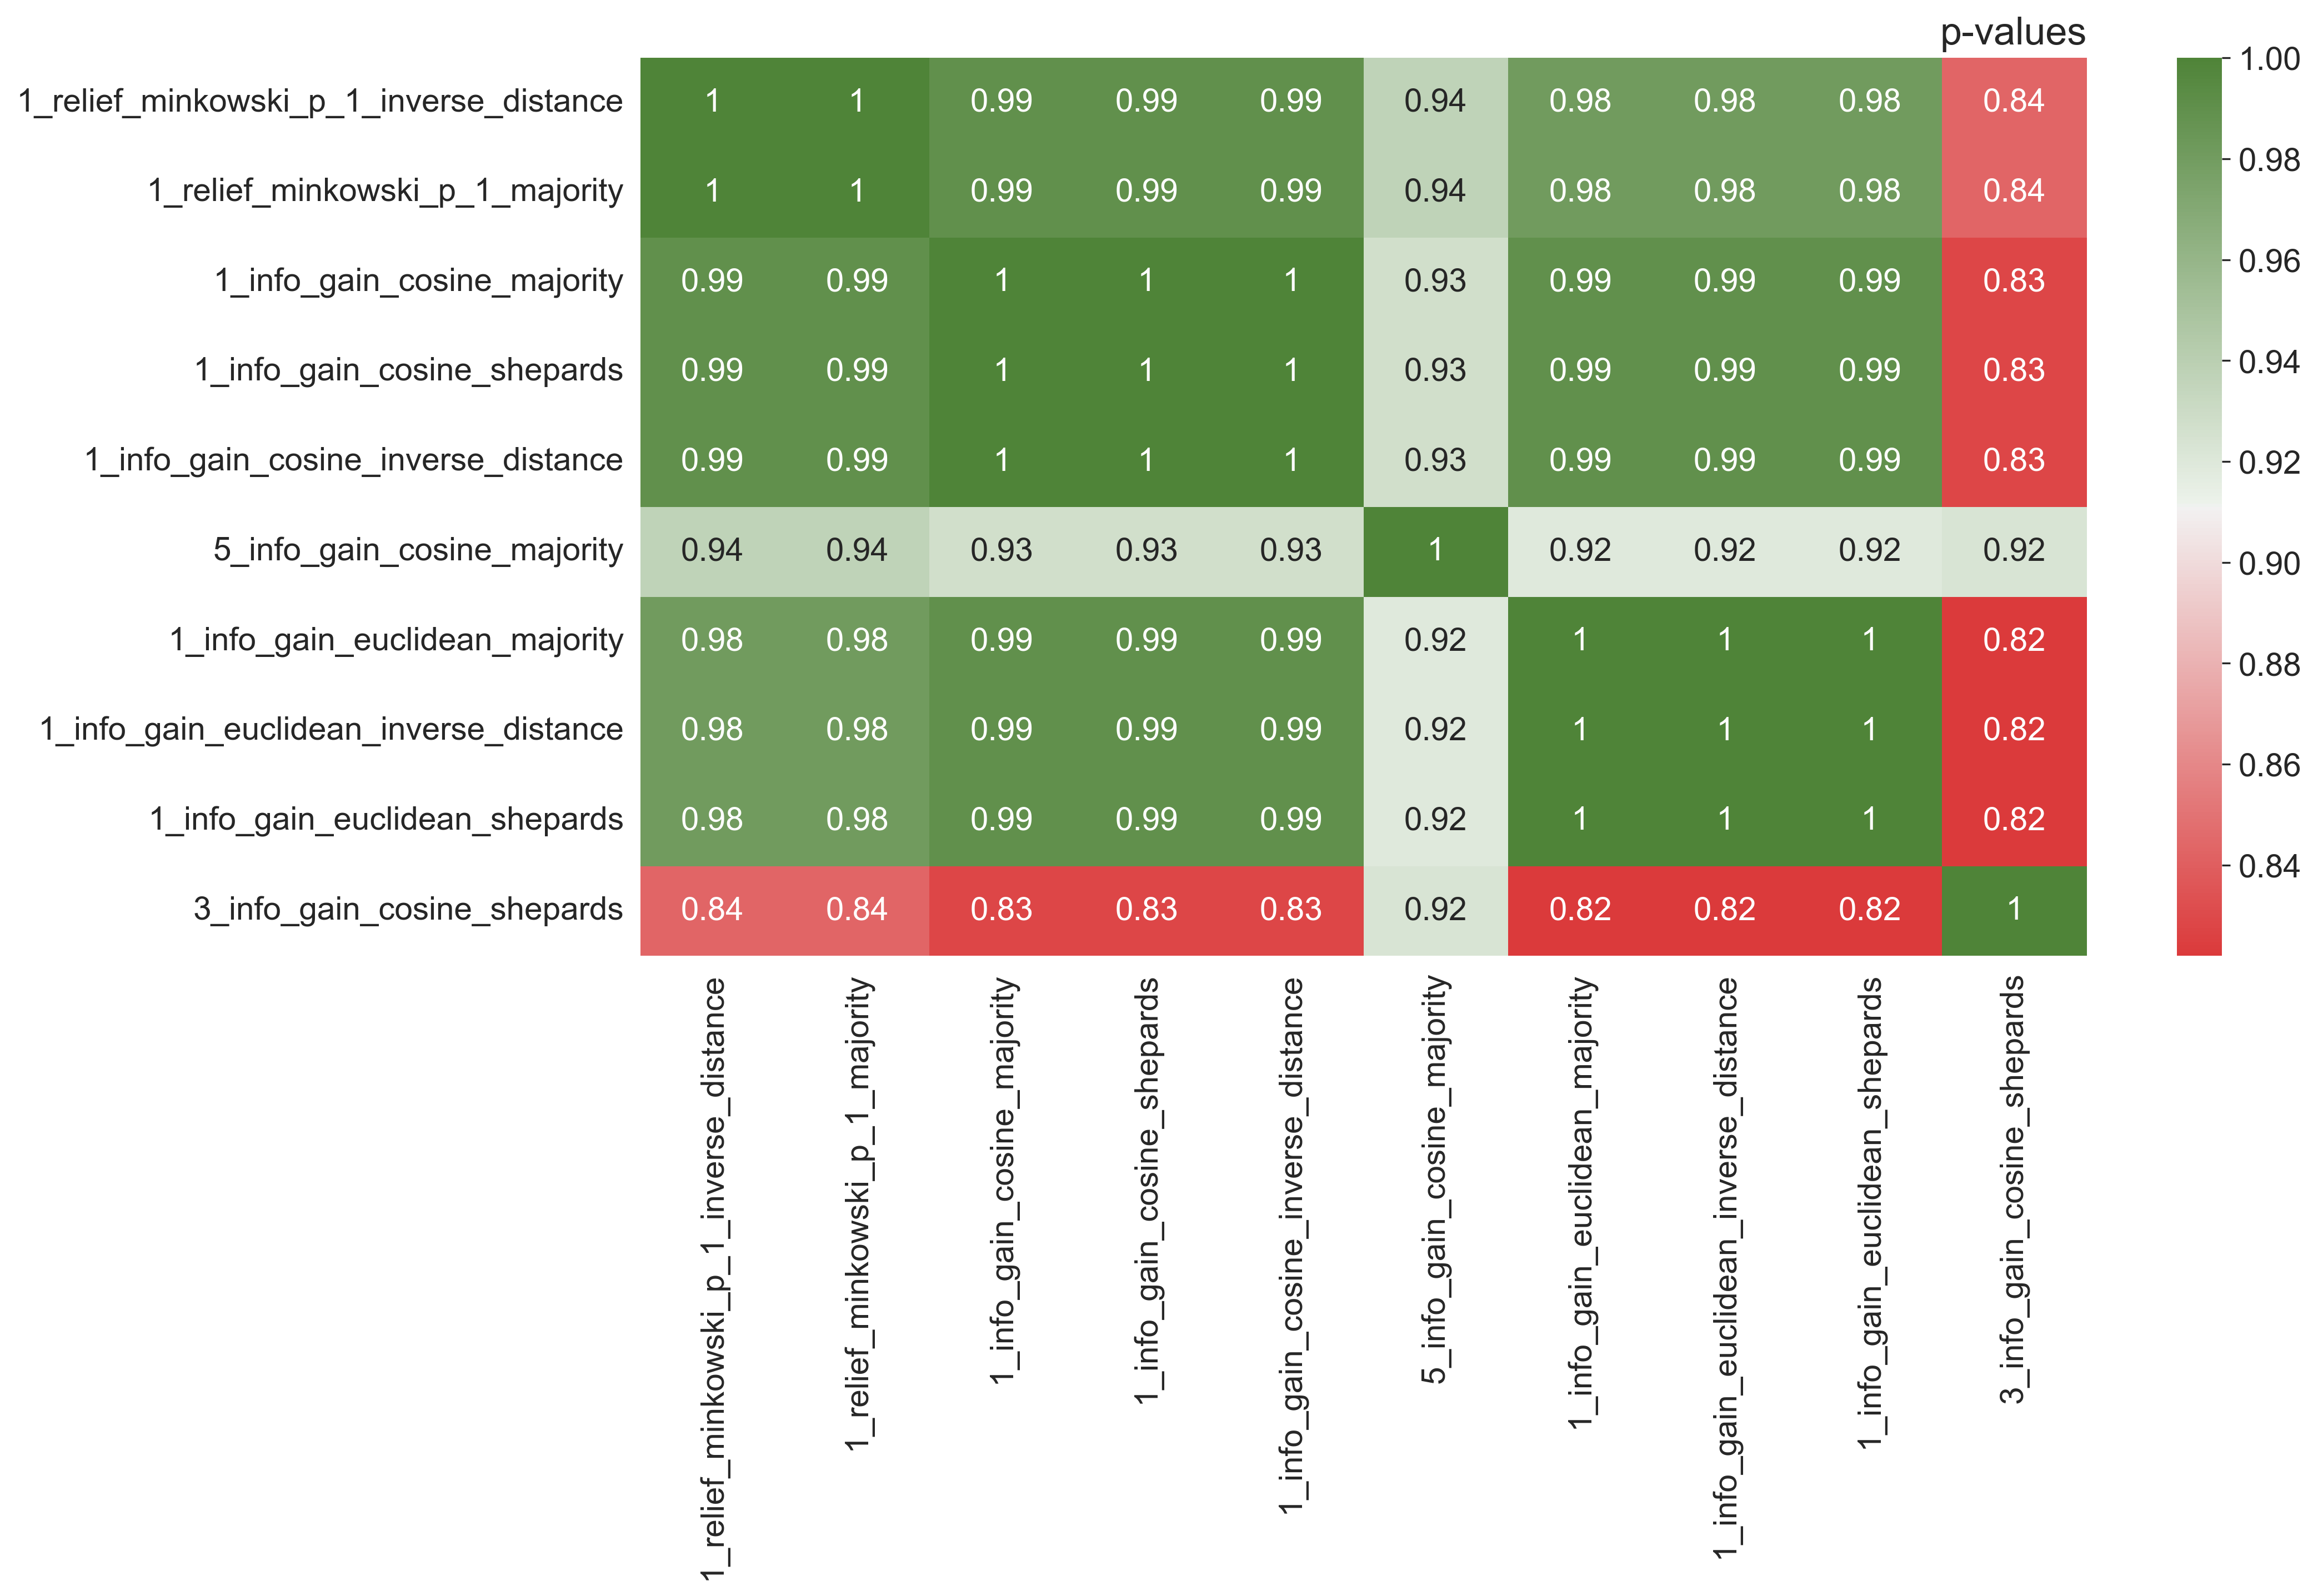 p-values
1_relief_minkowski_p_1_inverse_distance 1 1 0.99 0.99 0.99 0.94 0.98 0.98 0.98 0.84
1_relief_minkowski_p_1_majority 1 1 0.99 0.99 0.99 0.94 0.98 0.98 0.98 0.84
1_info_gain_cosine_majority 0.99 0.99 1 1 1 0.93 0.99 0.99 0.99 0.83
1_info_gain_cosine_shepards 0.99 0.99 1 1 1 0.93 0.99 0.99 0.99 0.83
1_info_gain_cosine_inverse_distance 0.99 0.99 1 1 1 0.93 0.99 0.99 0.99 0.83
5_info_gain_cosine_majority 0.94 0.94 0.93 0.93 0.93 1 0.92 0.92 0.92 0.92
1_info_gain_euclidean_majority 0.98 0.98 0.99 0.99 0.99 0.92 1 1 1 0.82
1_info_gain_euclidean_inverse_distance 0.98 0.98 0.99 0.99 0.99 0.92 1 1 1 0.82
1_info_gain_euclidean_shepards 0.98 0.98 0.99 0.99 0.99 0.92 1 1 1 0.82
3_info_gain_cosine_shepards 0.84 0.84 0.83 0.83 0.83 0.92 0.82 0.82 0.82 1
1_relief_minkowski_p_1_inverse_distance
1_relief_minkowski_p_1_majority
1_info_gain_cosine_majority
1_info_gain_cosine_shepards
1_info_gain_cosine_inverse_distance
5_info_gain_cosine_majority
1_info_gain_euclidean_majority
1_info_gain_euclidean_inverse_distance
1_info_gain_euclidean_shepards
3_info_gain_cosine_shepards
1.00
0.98
0.96
0.94
0.92
0.90
0.88
0.86
0.84